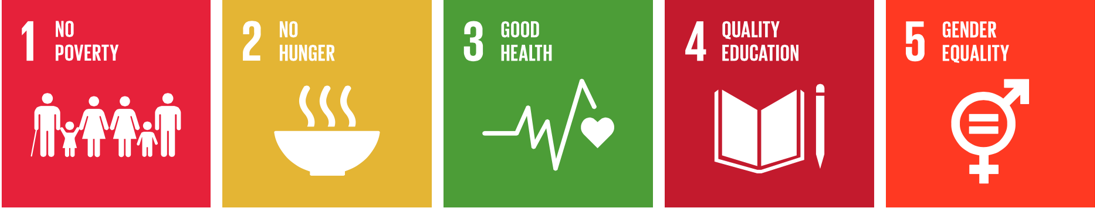 1 NO
POVERTY
2 NO
HUNGER
3 GOOD
HEALTH
4 QUALITY
EDUCATION
5 GENDER
EQUALITY